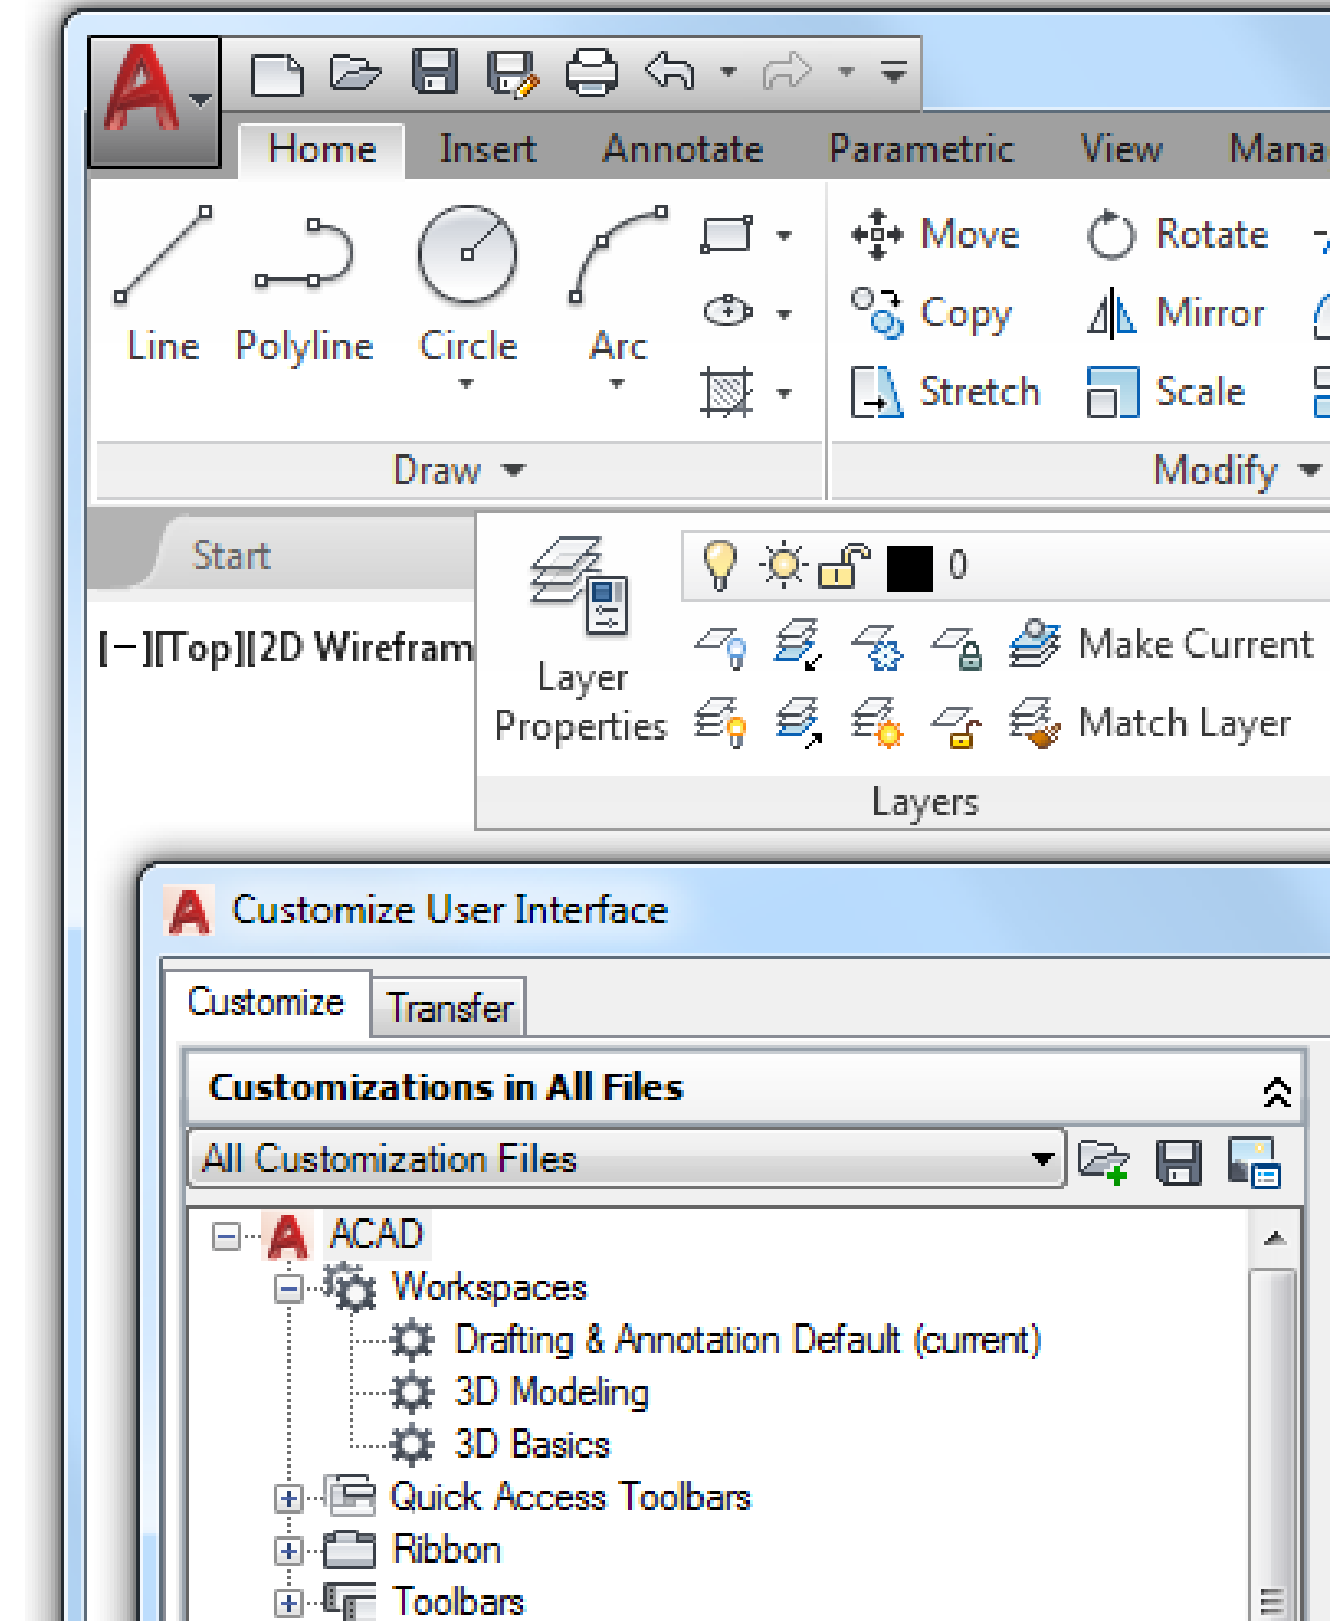 Home Insert Annotate Parametric View Mana
Line Polyline Circle Arc
Move Rotate
Copy Mirror
Stretch Scale
Draw Modify
Start
0
[−][Top][2D Wirefram
Layer
Properties
Make Current
Match Layer
Layers
Customize User Interface
Customize Transfer
Customizations in All Files
All Customization Files
ACAD
Workspaces
Drafting & Annotation Default (current)
3D Modeling
3D Basics
Quick Access Toolbars
Ribbon
Toolbars